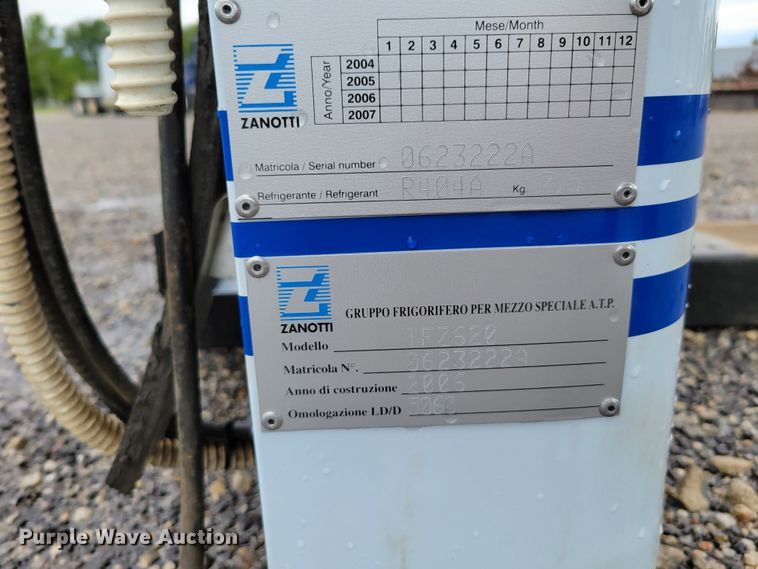 Mese/Month
1 2 3 4 5 6 7 8 9 10 11 12
Anno/Year
2004
2005
2006
2007
ZANOTTI
Matricola / Serial number 0623222A
Refrigerante / Refrigerant R404A Kg.
ZANOTTI
GRUPPO FRIGORIFERO PER MEZZO SPECIALE A.T.P.
Modello
Matricola N°. 0623222A
Anno di costruzione
Omologazione LD/D
Purple Wave Auction